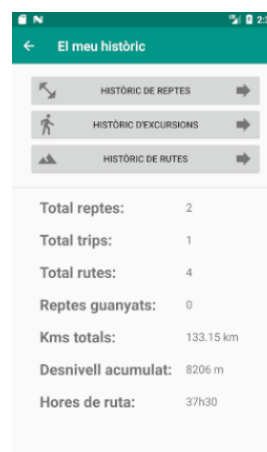 El meu històric
HISTÒRIC DE REPTES
HISTÒRIC D'EXCURSIONS
HISTÒRIC DE RUTES
Total reptes: 2
Total trips: 1
Total rutes: 4
Reptes guanyats: 0
Kms totals: 133.15 km
Desnivell acumulat: 8206 m
Hores de ruta: 37h30